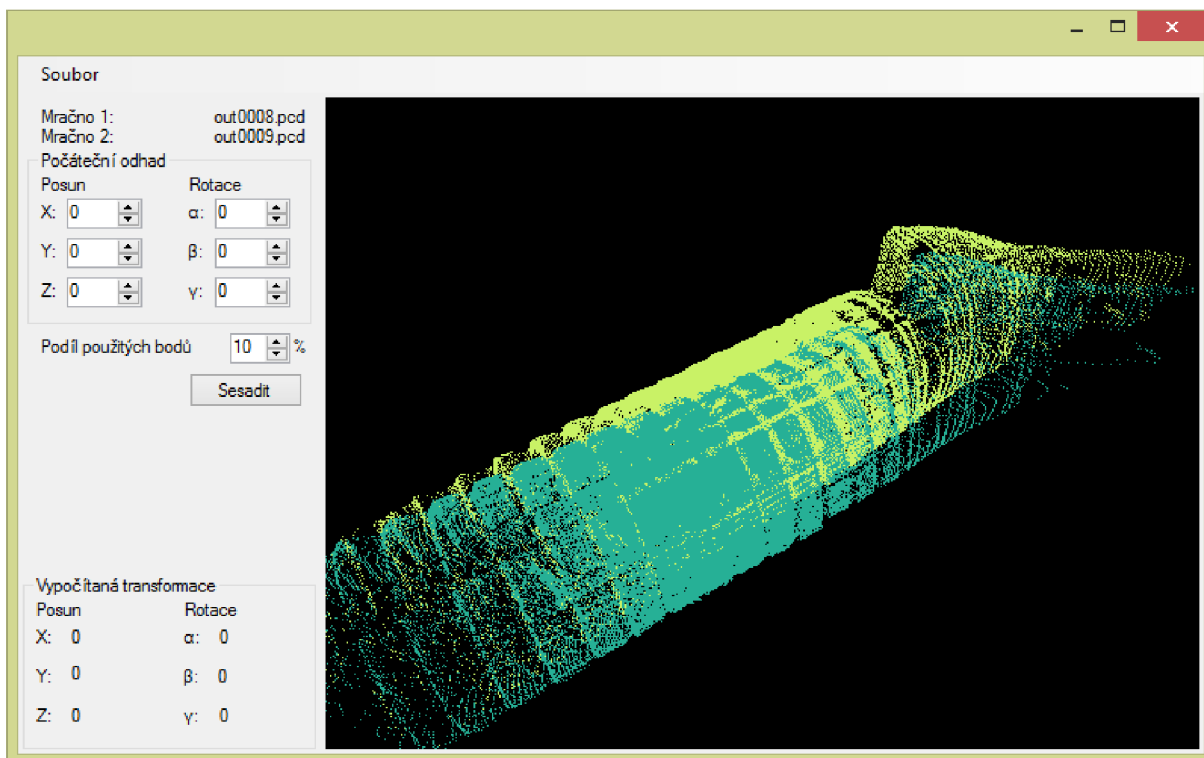 Soubor
Mračno 1: out0008.pcd
Mračno 2: out0009.pcd
Počáteční odhad
Posun Rotace
X: 0 α: 0
Y: 0 β: 0
Z: 0 γ: 0
Podíl použitých bodů 10 %
Sesadit
Vypočítaná transformace
Posun Rotace
X: 0 α: 0
Y: 0 β: 0
Z: 0 γ: 0